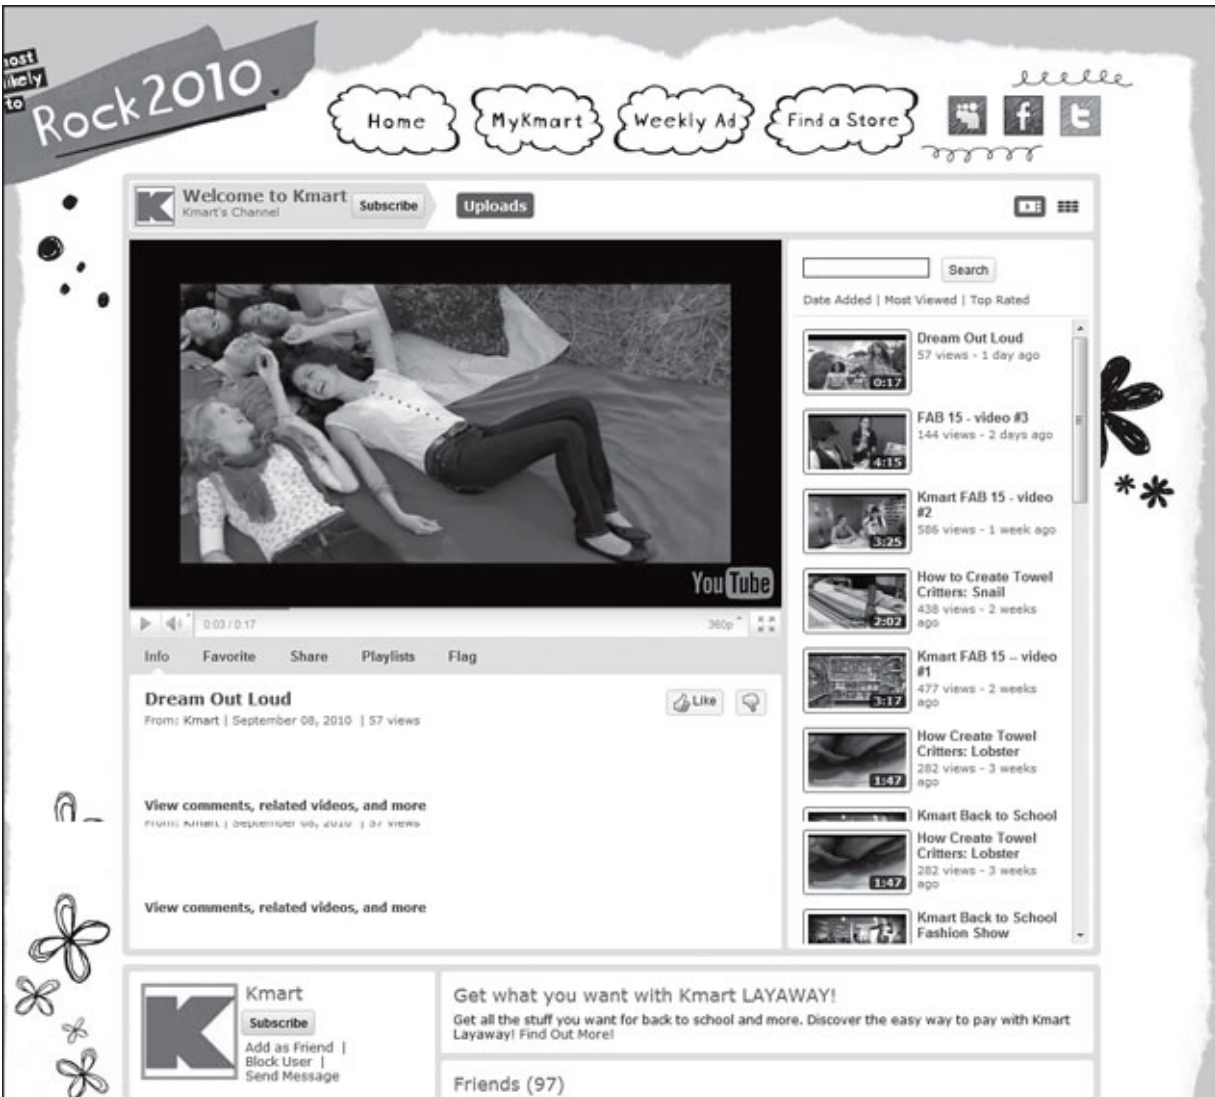 most
likely
to
Rock 2010.
Home
MyKmart
Weekly Ad
Find a Store
Welcome to Kmart
Kmart's Channel
Subscribe
Uploads
YouTube
0:03 / 0:17
360p
Info
Favorite
Share
Playlists
Flag
Dream Out Loud
From: Kmart | September 08, 2010 | 57 views
Like
View comments, related videos, and more
From: Kmart | September 08, 2010 | 57 views
View comments, related videos, and more
Search
Date Added | Most Viewed | Top Rated
0:17
Dream Out Loud
57 views - 1 day ago
4:15
FAB 15 - video #3
144 views - 2 days ago
3:25
Kmart FAB 15 - video
#2
586 views - 1 week ago
2:02
How to Create Towel
Critters: Snail
438 views - 2 weeks
ago
3:17
Kmart FAB 15 -- video
#1
477 views - 2 weeks
ago
1:47
How Create Towel
Critters: Lobster
282 views - 3 weeks
ago
Kmart Back to School
1:47
How Create Towel
Critters: Lobster
282 views - 3 weeks
ago
Kmart Back to School
Fashion Show
Kmart
Subscribe
Add as Friend |
Block User |
Send Message
Get what you want with Kmart LAYAWAY!
Get all the stuff you want for back to school and more. Discover the easy way to pay with Kmart
Layaway! Find Out More!
Friends (97)